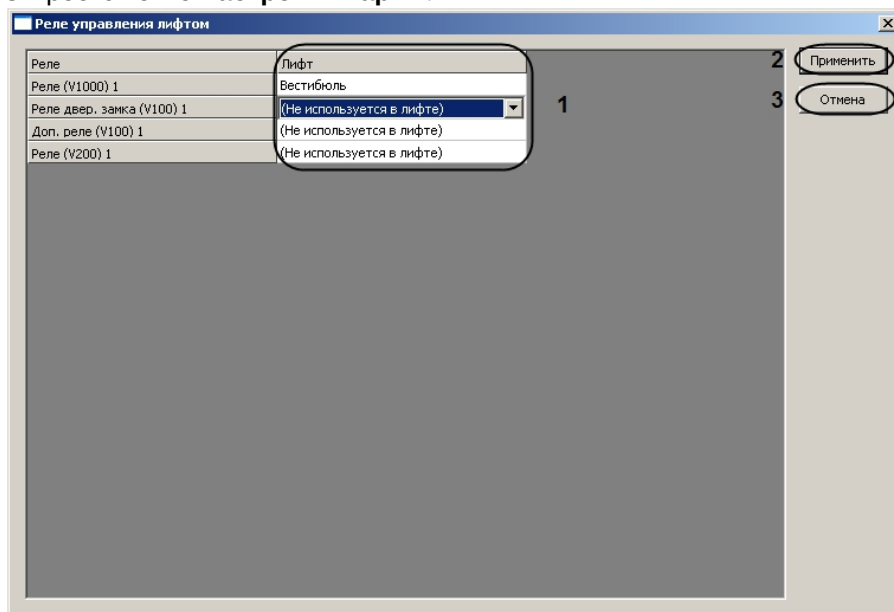 Реле управления лифтом
Реле Лифт
Реле (V1000) 1 Вестибюль
Реле двер. замка (V100) 1 (Не используется в лифте)
Доп. реле (V100) 1 (Не используется в лифте)
Реле (V200) 1 (Не используется в лифте)
1
2 Применить
3 Отмена